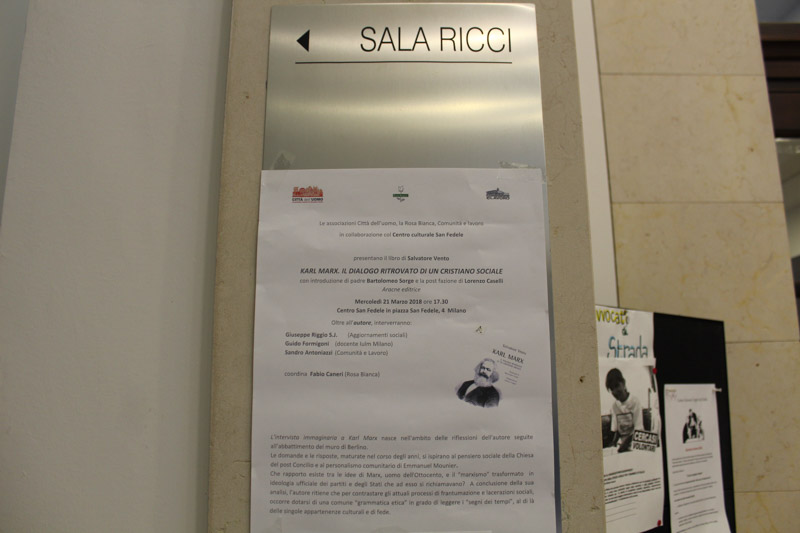 SALA RICCI
CITTÀ dell'UOMO
Le associazioni Città dell'uomo, la Rosa Bianca, Comunità e lavoro
in collaborazione col Centro culturale San Fedele
presentano il libro di Salvatore Vento
KARL MARX. IL DIALOGO RITROVATO DI UN CRISTIANO SOCIALE
con introduzione di padre Bartolomeo Sorge e la post fazione di Lorenzo Caselli
Aracne editrice
Mercoledì 21 Marzo 2018 ore 17.30
Centro San Fedele in piazza San Fedele, 4 Milano
Oltre all'autore, interverranno:
Giuseppe Riggio S.J. (Aggiornamenti sociali)
Guido Formigoni (docente Iulm Milano)
Sandro Antoniazzi (Comunità e Lavoro)
coordina Fabio Caneri (Rosa Bianca)
KARL MARX
L'intervista immaginaria a Karl Marx nasce nell'ambito delle riflessioni dell'autore seguite
all'abbattimento del muro di Berlino.
Le domande e le risposte, maturate nel corso degli anni, si ispirano al pensiero sociale della Chiesa
del post Concilio e al personalismo comunitario di Emmanuel Mounier.
Che rapporto esiste tra le idee di Marx, uomo dell'Ottocento, e il "marxismo" trasformato in
ideologia ufficiale dei partiti e degli Stati che ad esso si richiamavano? A conclusione della sua
analisi, l'autore ritiene che per contrastare gli attuali processi di frantumazione e lacerazioni sociali,
occorre dotarsi di una comune "grammatica etica" in grado di leggere i "segni dei tempi", al di là
delle singole appartenenze culturali e di fede.
vvocati
di
Strada
CERCASI
VOLONTARI